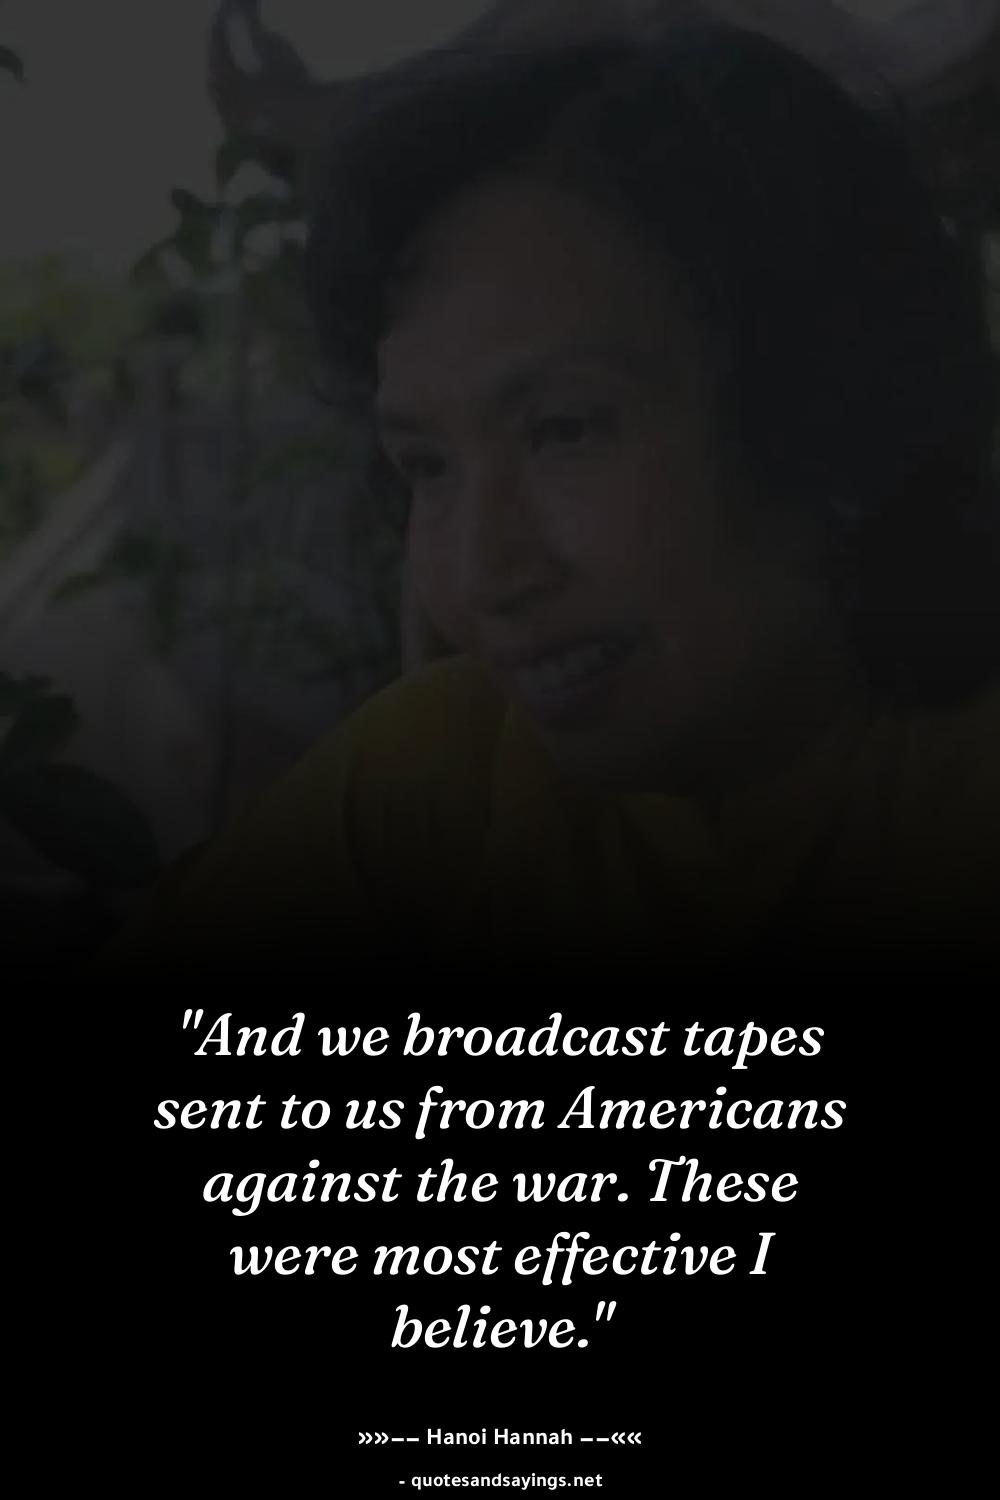 "And we broadcast tapes
sent to us from Americans
against the war. These
were most effective I
believe."
»»−− Hanoi Hannah −−««
- quotesandsayings.net